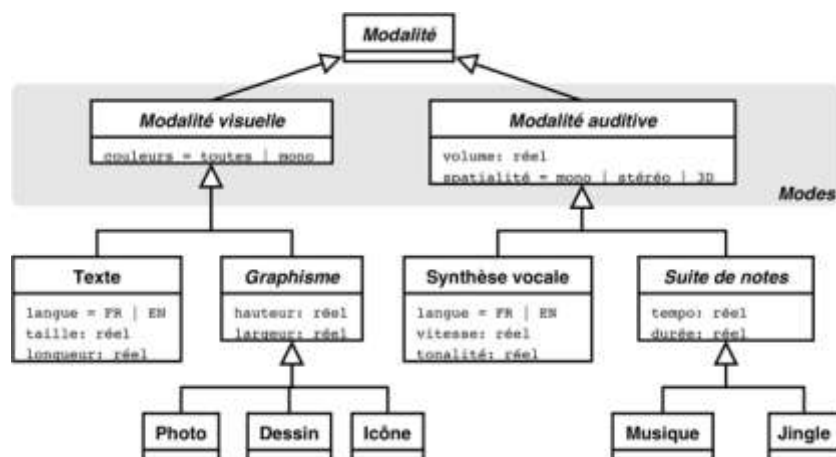 Modalité
Modalité visuelle
couleurs = toutes | mono
Modalité auditive
volume: réel
spatialité = mono | stéréo | 3D
Modes
Texte
langue = FR | EN
taille: réel
longueur: réel
Graphisme
hauteur: réel
largeur: réel
Synthèse vocale
langue = FR | EN
vitesse: réel
tonalité: réel
Suite de notes
tempo: réel
durée: réel
Photo
Dessin
Icône
Musique
Jingle